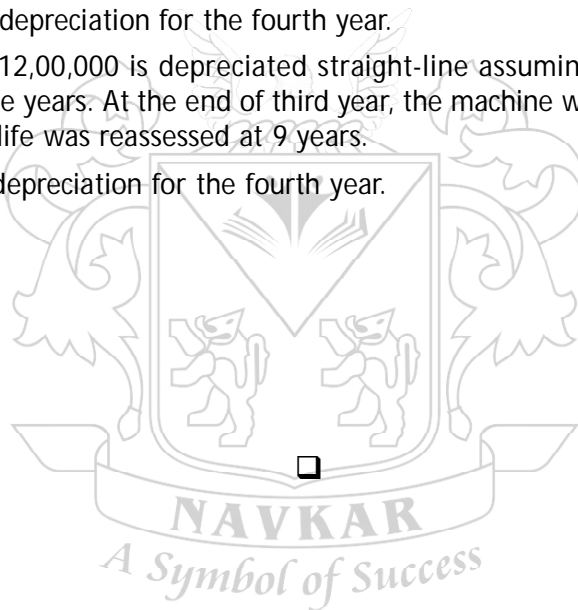 depreciation for the fourth year.
12,00,000 is depreciated straight-line
years. At the end of third year, the machine
life was reassessed at 9 years.
depreciation for the fourth year.
NAVKAR
A Symbol of Success